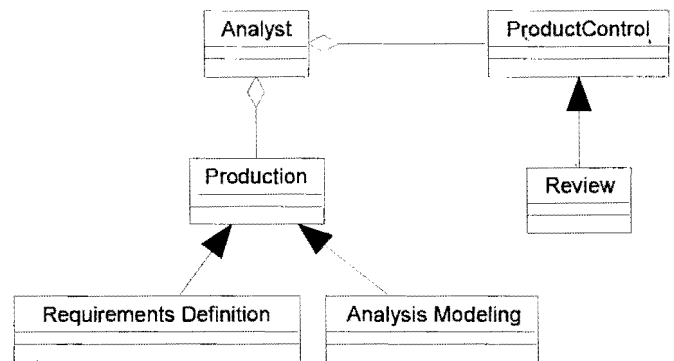 Analyst
ProductControl
Production
Review
Requirements Definition
Analysis Modeling